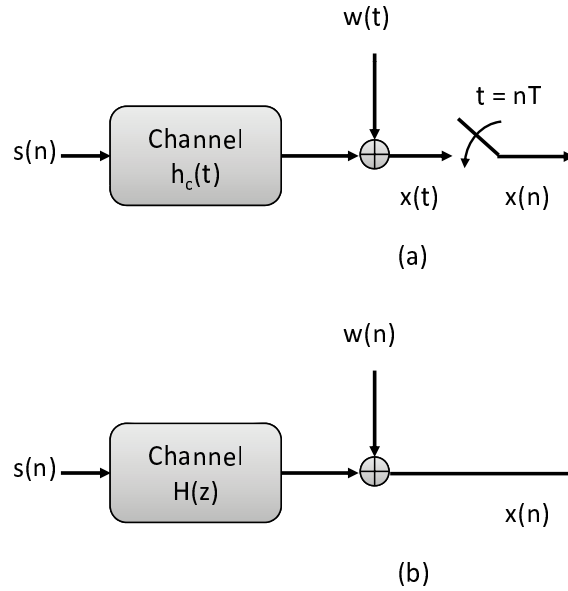 w(t)
t = nT
s(n)
Channel
h_c(t)
x(t)
x(n)
(a)
w(n)
s(n)
Channel
H(z)
x(n)
(b)